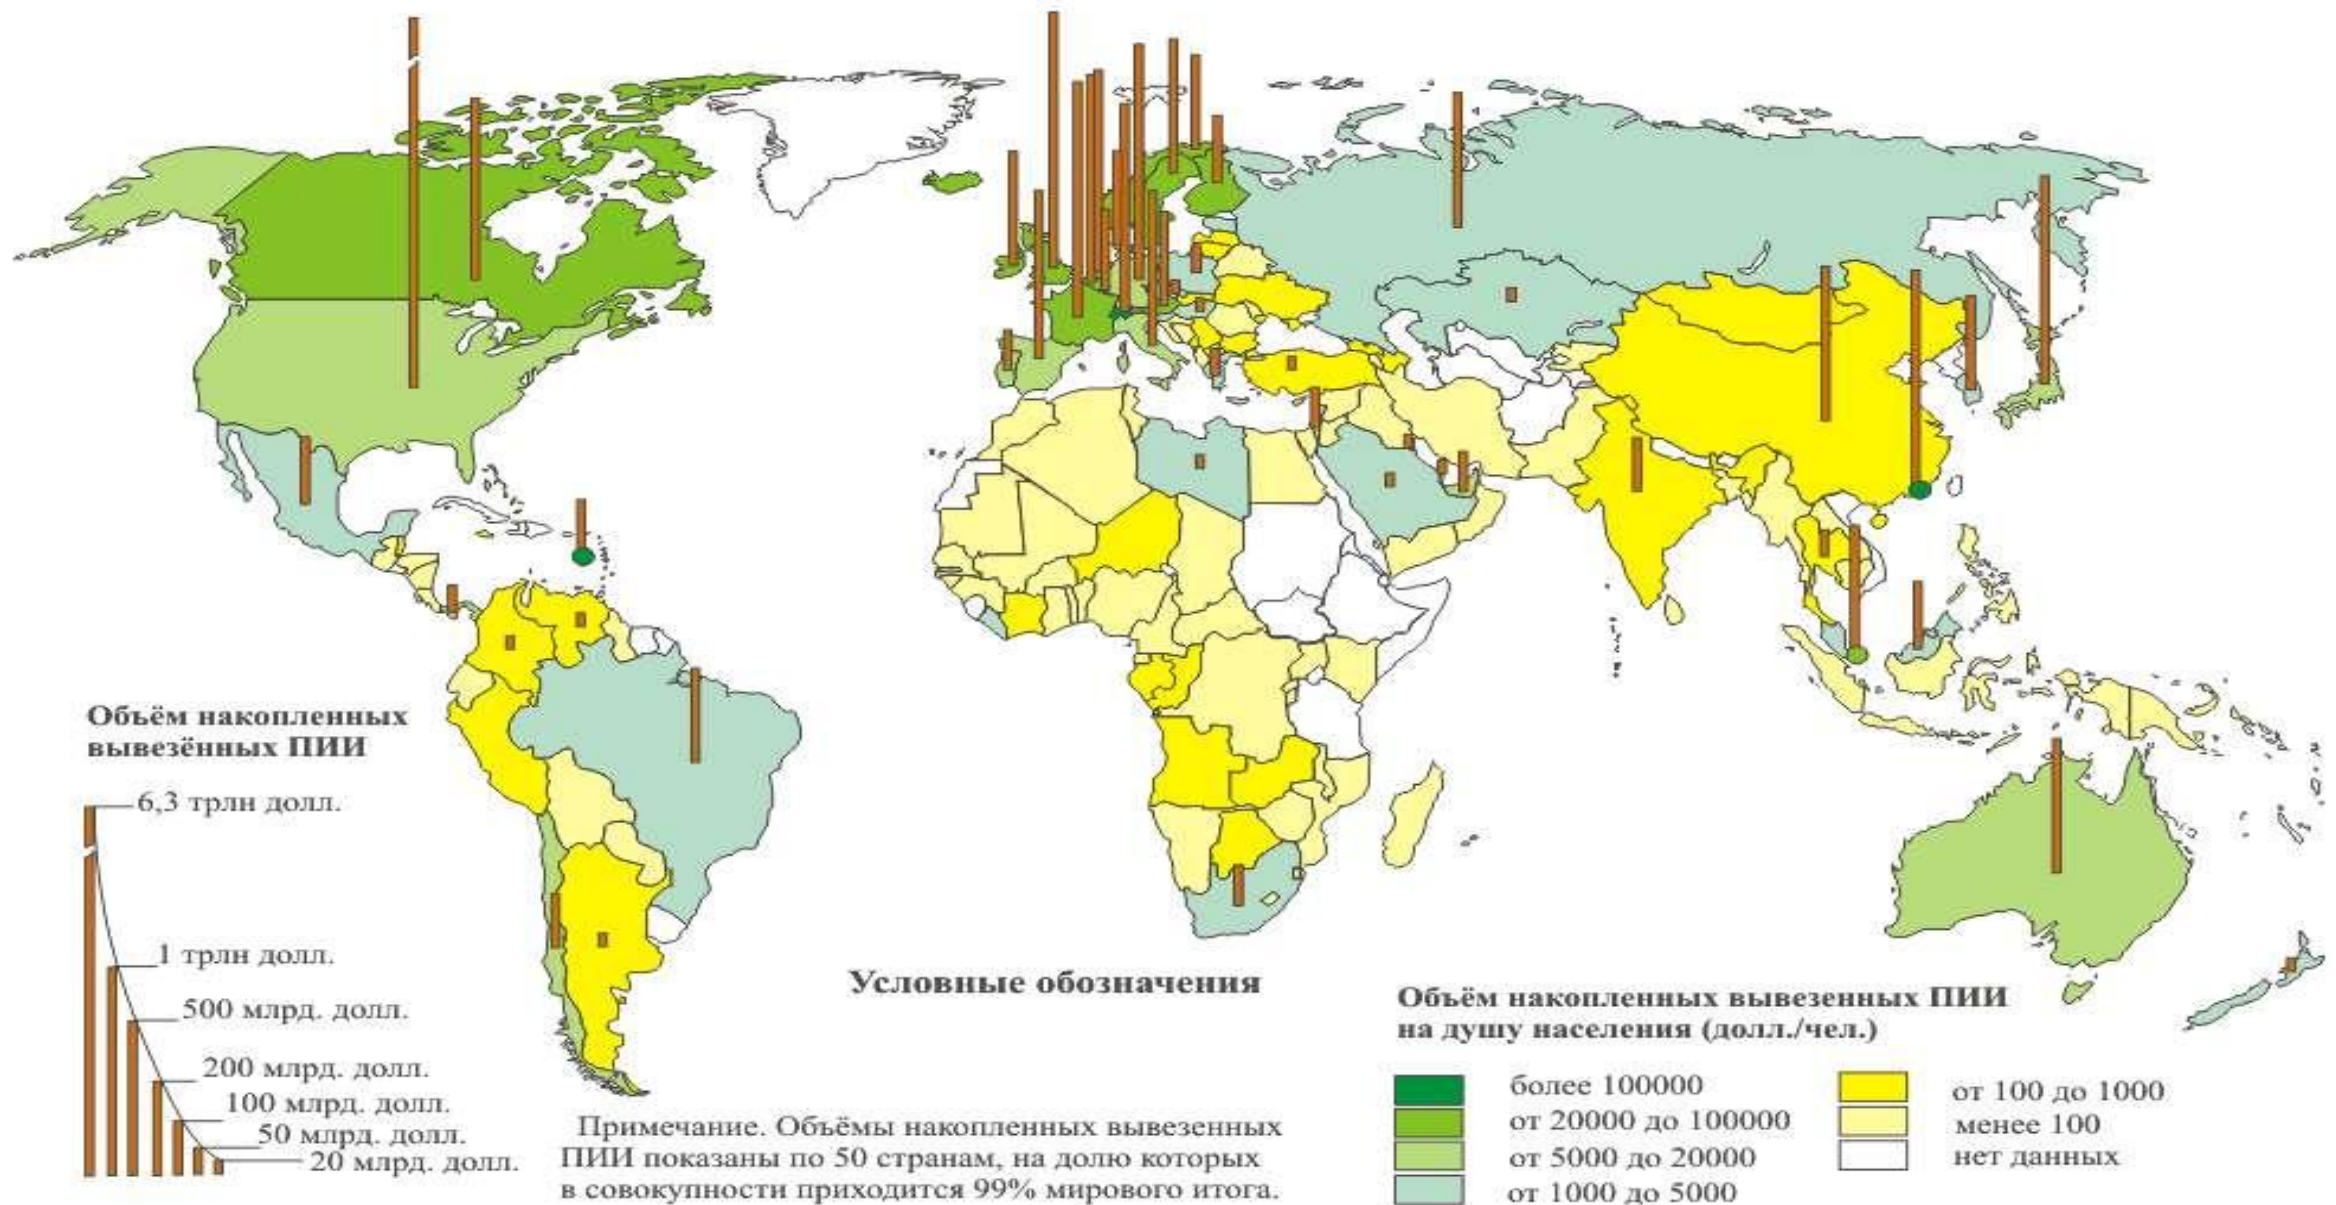 Объём накопленных
вывезённых ПИИ
6,3 трлн долл.
1 трлн долл.
500 млрд. долл.
200 млрд. долл.
100 млрд. долл.
50 млрд. долл.
20 млрд. долл.
Условные обозначения
Примечание. Объёмы накопленных вывезенных
ПИИ показаны по 50 странам, на долю которых
в совокупности приходится 99% мирового итога.
Объём накопленных вывезенных ПИИ
на душу населения (долл./чел.)
более 100000
от 20000 до 100000
от 5000 до 20000
от 1000 до 5000
от 100 до 1000
менее 100
нет данных